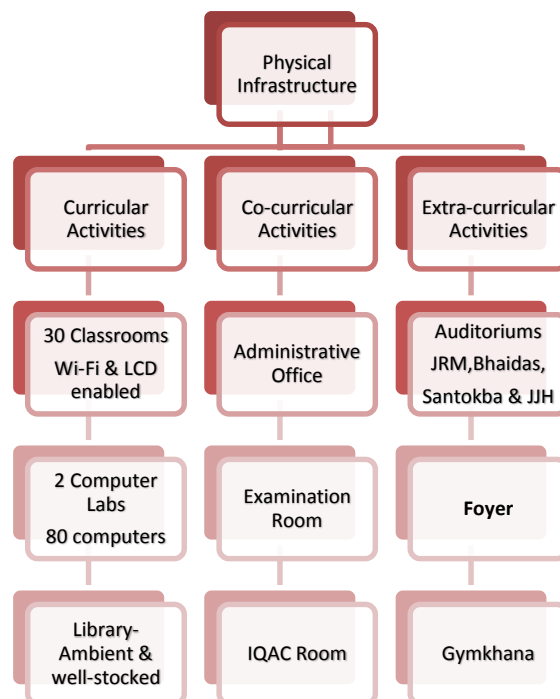 Physical
Infrastructure
Curricular
Activities
Co-curricular
Activities
Extra-curricular
Activities
30 Classrooms
Wi-Fi & LCD
enabled
Administrative
Office
Auditoriums
JRM,Bhaidas,
Santokba & JJH
2 Computer
Labs
80 computers
Examination
Room
Foyer
Library-
Ambient &
well-stocked
IQAC Room
Gymkhana